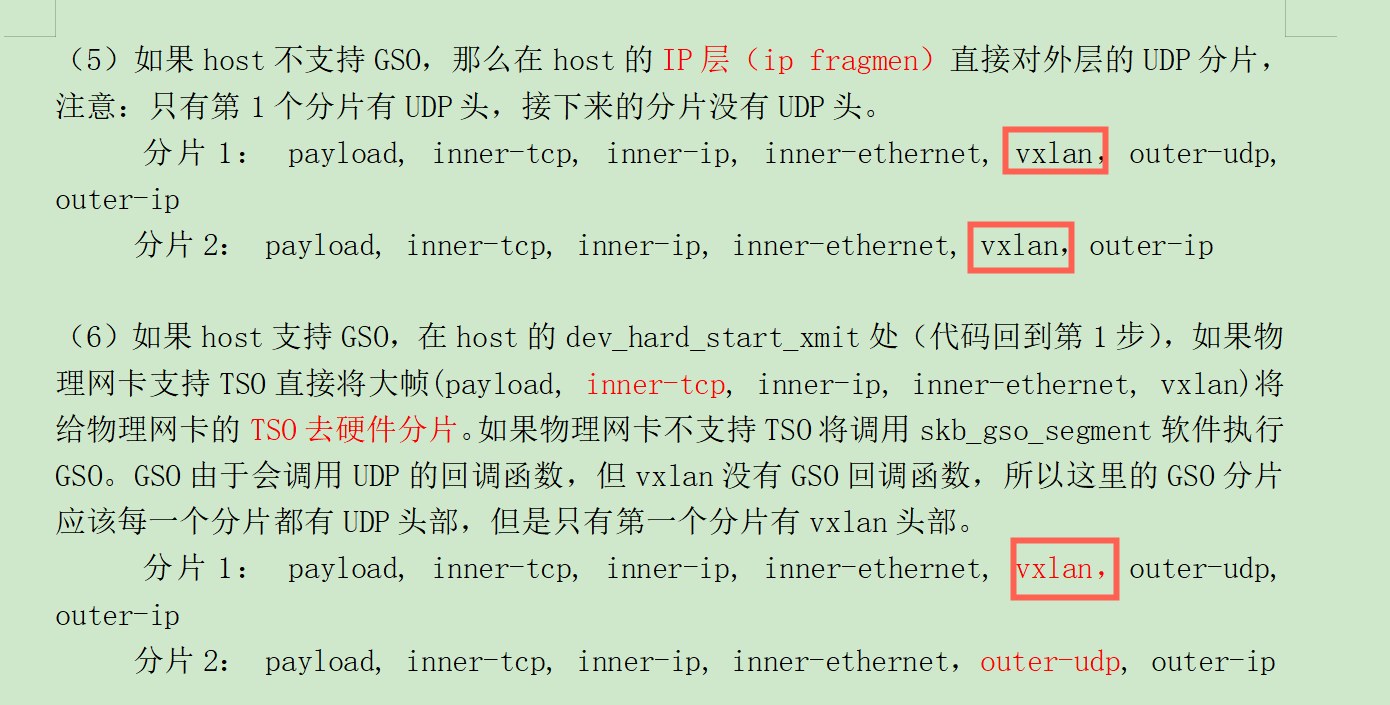 （5）如果 host 不支持 GSO，那么在 host 的 IP 层（ip fragmen）直接对外层的 UDP 分片，
注意：只有第 1 个分片有 UDP 头，接下来的分片没有 UDP 头。
分片 1： payload, inner-tcp, inner-ip, inner-ethernet, vxlan， outer-udp,
outer-ip
分片 2： payload, inner-tcp, inner-ip, inner-ethernet, vxlan，outer-ip
（6）如果 host 支持 GSO，在 host 的 dev_hard_start_xmit 处（代码回到第 1 步），如果物
理网卡支持 TSO 直接将大帧(payload, inner-tcp, inner-ip, inner-ethernet, vxlan)将
给物理网卡的 TSO 去硬件分片。如果物理网卡不支持 TSO 将调用 skb_gso_segment 软件执行
GSO。GSO 由于会调用 UDP 的回调函数，但 vxlan 没有 GSO 回调函数，所以这里的 GSO 分片
应该每一个分片都有 UDP 头部，但是只有第一个分片有 vxlan 头部。
分片 1： payload, inner-tcp, inner-ip, inner-ethernet, vxlan， outer-udp,
outer-ip
分片 2： payload, inner-tcp, inner-ip, inner-ethernet，outer-udp, outer-ip